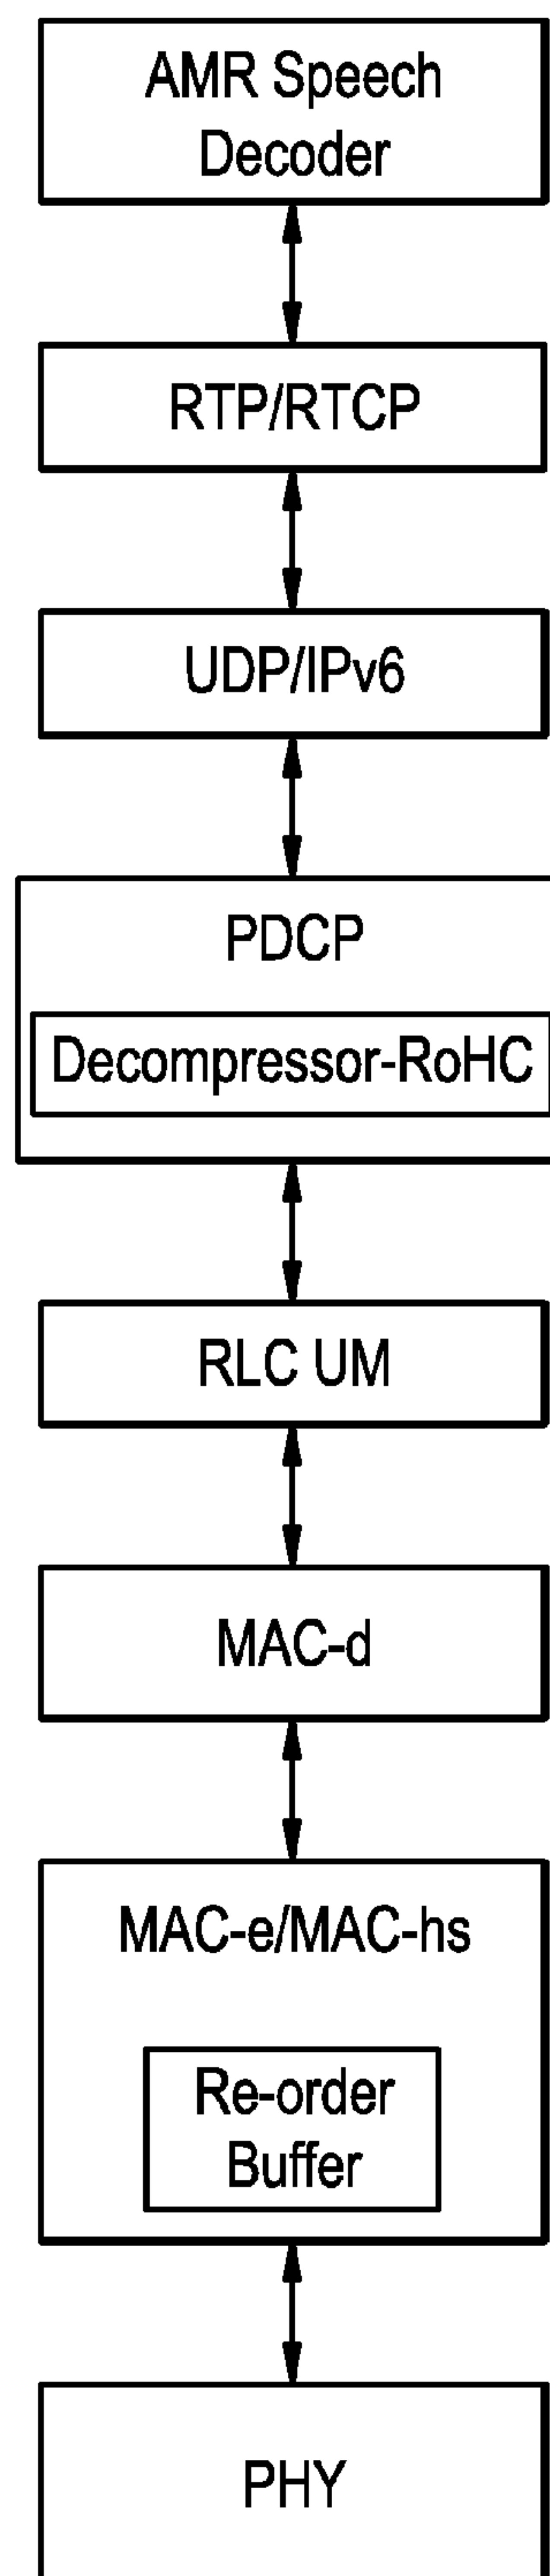 AMR Speech
Decoder
RTP/RTCP
UDP/IPv6
PDCP
Decompressor-RoHC
RLC UM
MAC-d
MAC-e/MAC-hs
Re-order
Buffer
PHY